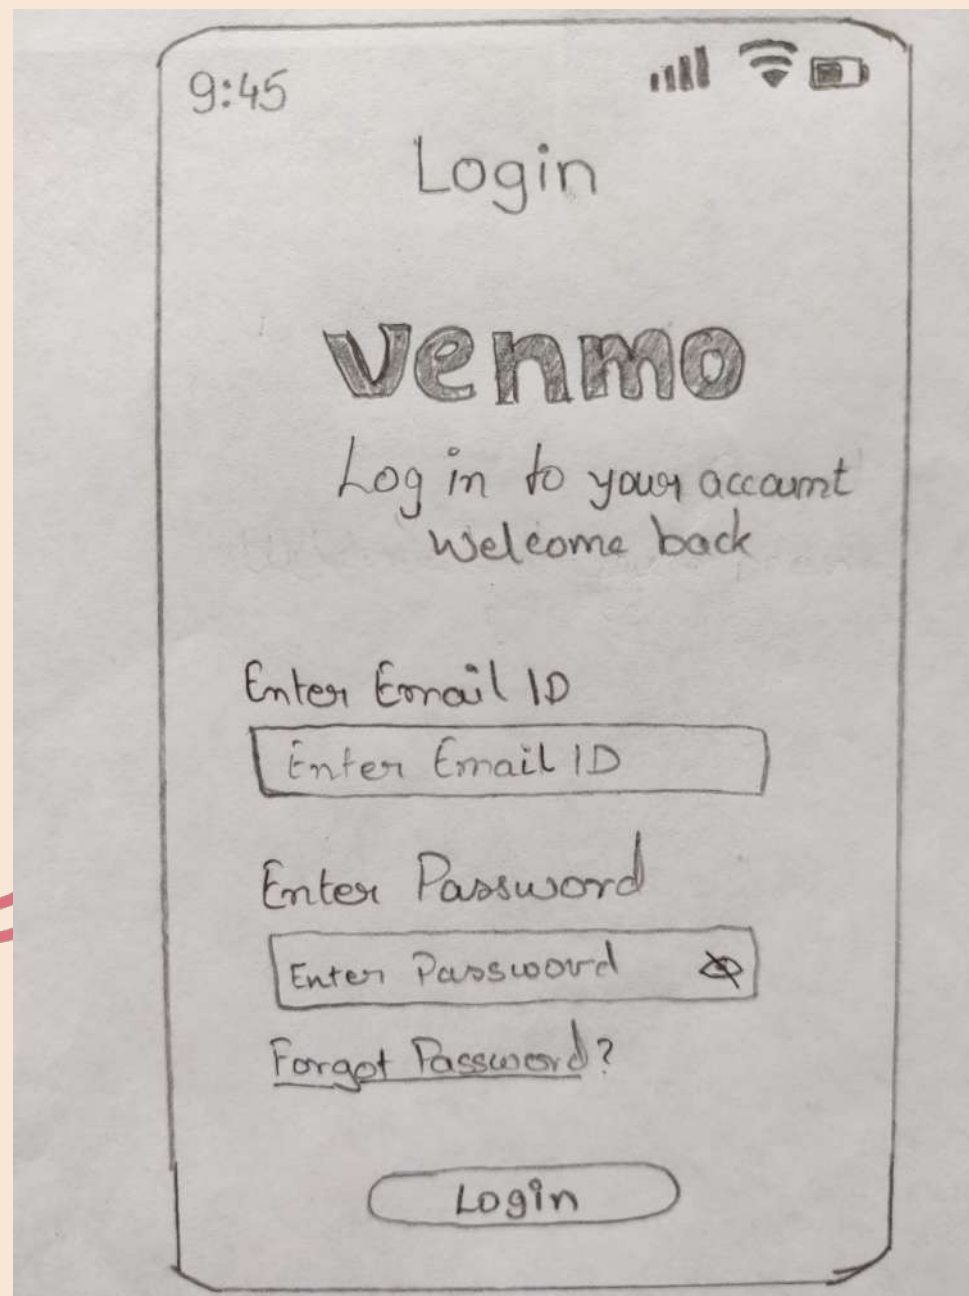 9:45
Login
venmo
Log in to your account
Welcome back
Enter Email ID
Enter Email ID
Enter Password
Enter Password
Forgot Password?
Login